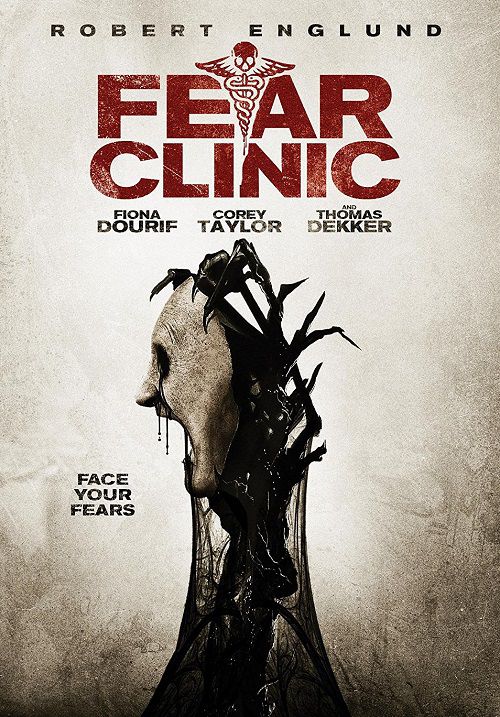 ROBERT ENGLUND
FEAR
CLINIC
FIONA DOURIF
COREY TAYLOR
AND THOMAS DEKKER
FACE
YOUR
FEARS